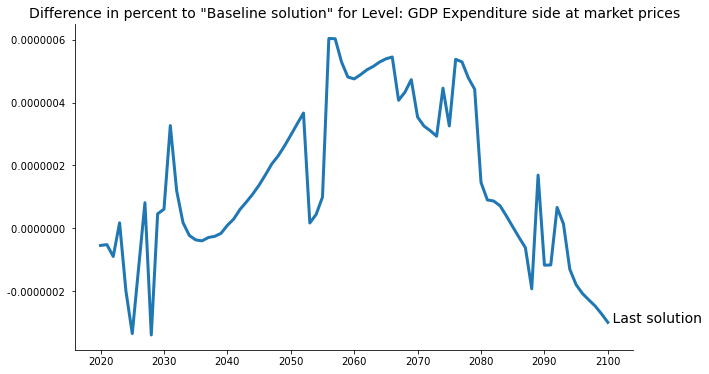 Difference in percent to "Baseline solution" for Level: GDP Expenditure side at market prices
0.0000006
0.0000004
0.0000002
0.0000000
-0.0000002
Last solution
2020 2030 2040 2050 2060 2070 2080 2090 2100